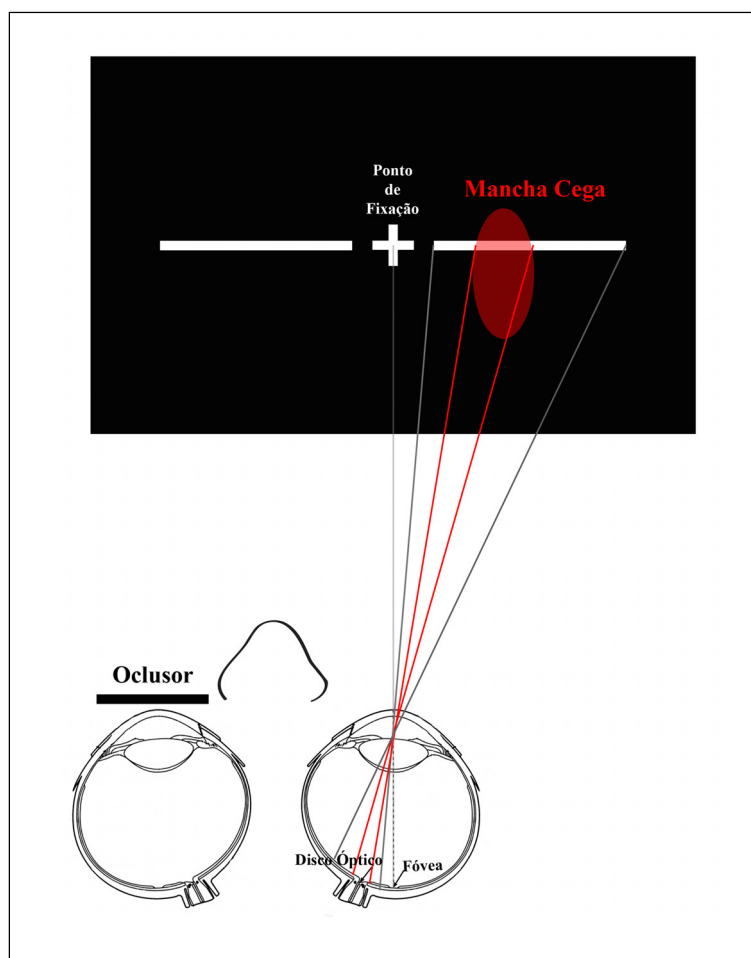 Ponto
de
Fixação
Mancha Cega
Oclusor
Disco Óptico
Fóvea